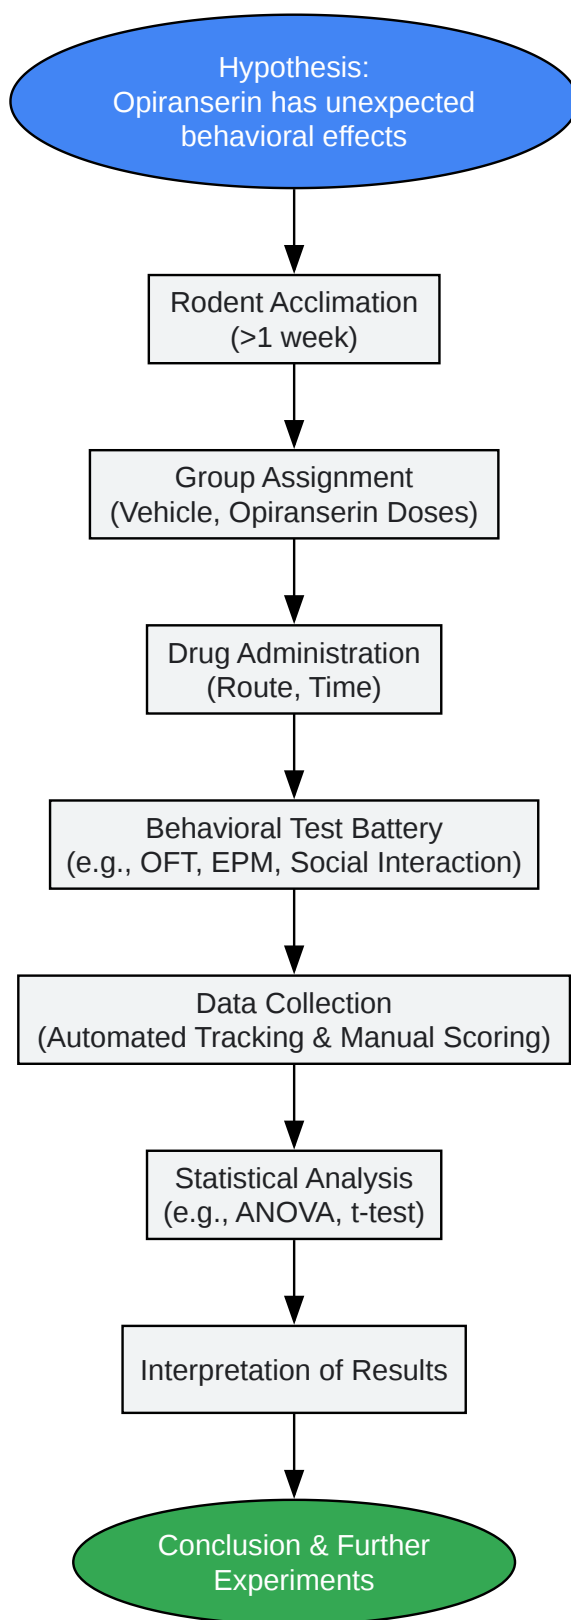 Hypothesis:
Opiranserin has unexpected
behavioral effects
Rodent Acclimation
(>1 week)
Group Assignment
(Vehicle, Opiranserin Doses)
Drug Administration
(Route, Time)
Behavioral Test Battery
(e.g., OFT, EPM, Social Interaction)
Data Collection
(Automated Tracking & Manual Scoring)
Statistical Analysis
(e.g., ANOVA, t-test)
Interpretation of Results
Conclusion & Further
Experiments